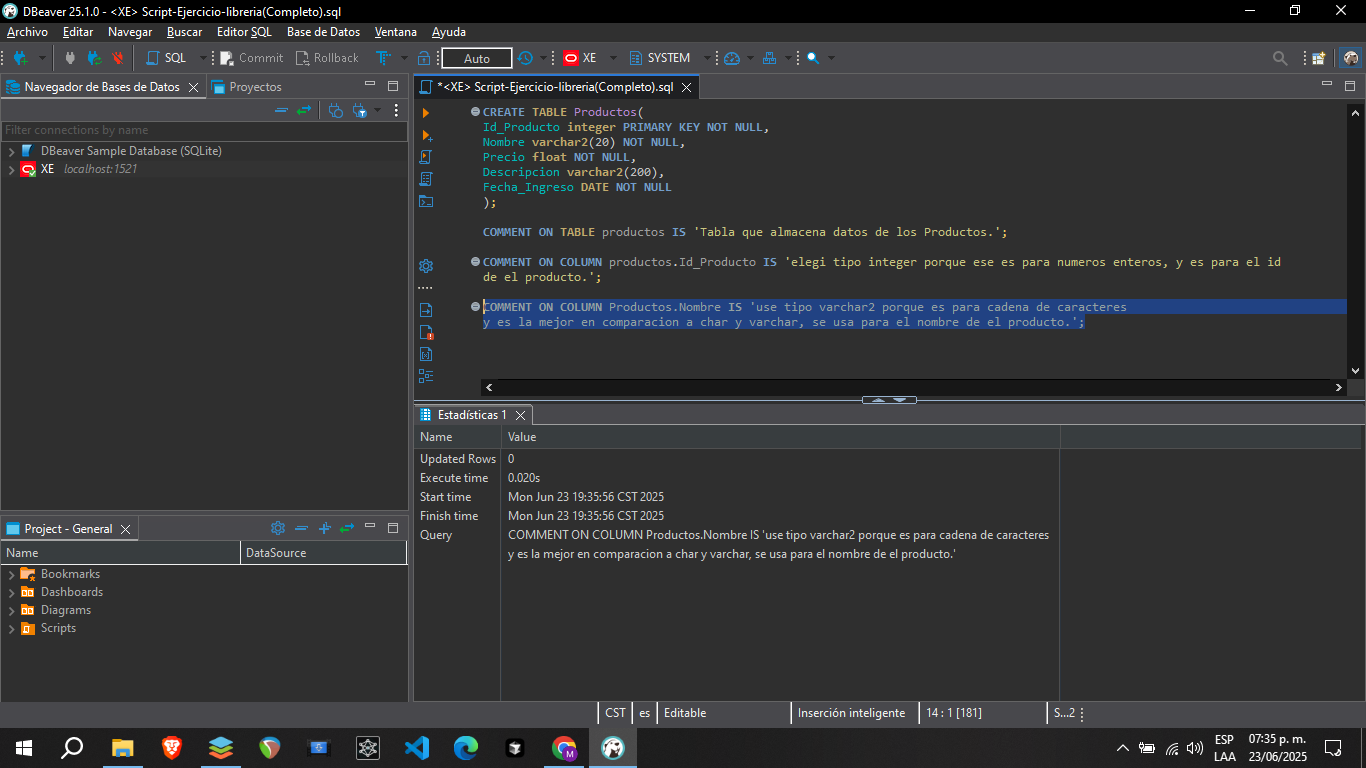 DBeaver 25.1.0 - <XE> Script-Ejercicio-libreria(Completo).sql
Archivo Editar Navegar Buscar Editor SQL Base de Datos Ventana Ayuda
SQL Commit Rollback T Auto XE SYSTEM
Navegador de Bases de Datos Proyectos
Filter connections by name
DBeaver Sample Database (SQLite)
XE localhost:1521
*<XE> Script-Ejercicio-libreria(Completo).sql
CREATE TABLE Productos(
Id_Producto integer PRIMARY KEY NOT NULL,
Nombre varchar2(20) NOT NULL,
Precio float NOT NULL,
Descripcion varchar2(200),
Fecha_Ingreso DATE NOT NULL
);
COMMENT ON TABLE productos IS 'Tabla que almacena datos de los Productos.';
COMMENT ON COLUMN productos.Id_Producto IS 'elegi tipo integer porque ese es para numeros enteros, y es para el id
de el producto.';
COMMENT ON COLUMN Productos.Nombre IS 'use tipo varchar2 porque es para cadena de caracteres
y es la mejor en comparacion a char y varchar, se usa para el nombre de el producto.';
Estadísticas 1
Name Value
Updated Rows 0
Execute time 0.020s
Start time Mon Jun 23 19:35:56 CST 2025
Finish time Mon Jun 23 19:35:56 CST 2025
Query COMMENT ON COLUMN Productos.Nombre IS 'use tipo varchar2 porque es para cadena de caracteres
y es la mejor en comparacion a char y varchar, se usa para el nombre de el producto.'
Project - General
Name DataSource
Bookmarks
Dashboards
Diagrams
Scripts
CST es Editable Inserción inteligente 14 : 1 [181] S...2
M
ESP
LAA
07:35 p. m.
23/06/2025